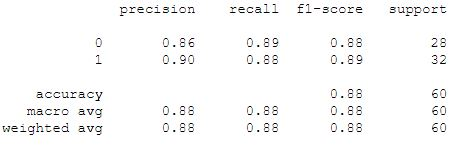 precision recall f1-score support
0 0.86 0.89 0.88 28
1 0.90 0.88 0.89 32
accuracy 0.88 60
macro avg 0.88 0.88 0.88 60
weighted avg 0.88 0.88 0.88 60